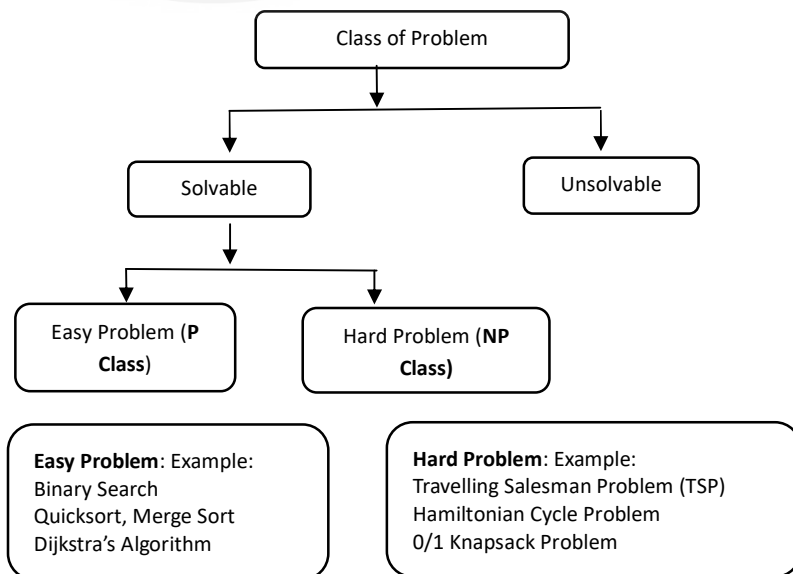 Class of Problem
Solvable
Unsolvable
Easy Problem (P
Class)
Hard Problem (NP
Class)
Easy Problem: Example:
Binary Search
Quicksort, Merge Sort
Dijkstra’s Algorithm
Hard Problem: Example:
Travelling Salesman Problem (TSP)
Hamiltonian Cycle Problem
0/1 Knapsack Problem